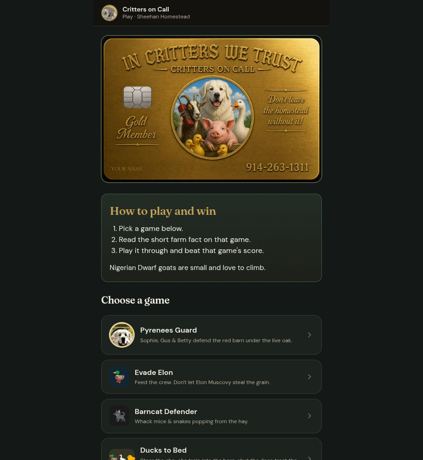 Critters on Call
Play · Sheehan Homestead
IN CRITTERS WE TRUST
CRITTERS ON CALL
Gold
Member
Don't leave
the homestead
without it!
YOUR NAME
914-263-1311
How to play and win
1. Pick a game below.
2. Read the short farm fact on that game.
3. Play it through and beat that game's score.
Nigerian Dwarf goats are small and love to climb.
Choose a game
Pyrenees Guard
Sophie, Gus & Betty defend the red barn under the live oak.
Evade Elon
Feed the crew. Don't let Elon Muscovy steal the grain.
Barncat Defender
Whack mice & snakes popping from the hay.
Ducks to Bed